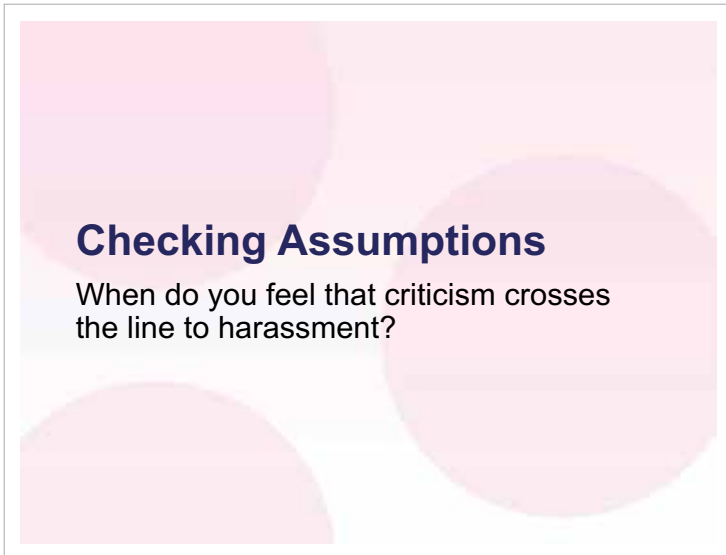 Checking Assumptions
When do you feel that criticism crosses
the line to harassment?